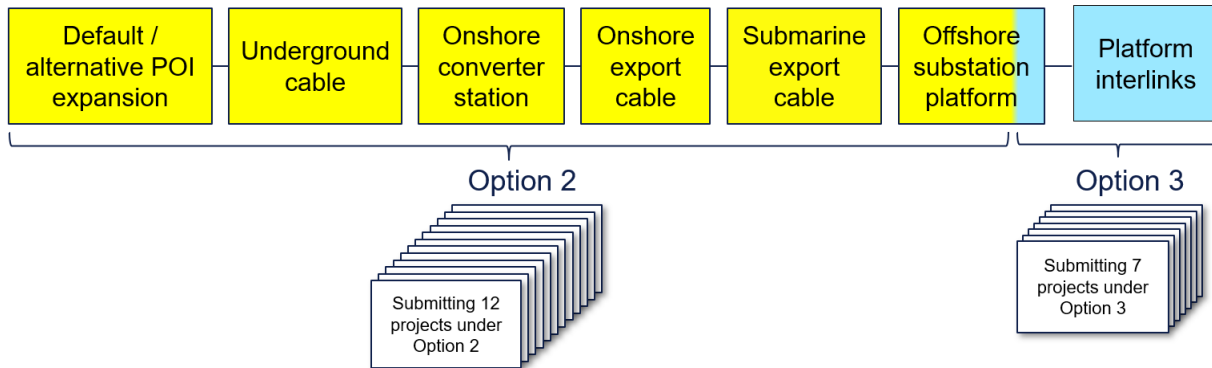 Default /
alternative POI
expansion
Underground
cable
Onshore
converter
station
Onshore
export
cable
Submarine
export
cable
Offshore
substation
platform
Platform
interlinks
Option 2
Option 3
Submitting 12
projects under
Option 2
Submitting 7
projects under
Option 3